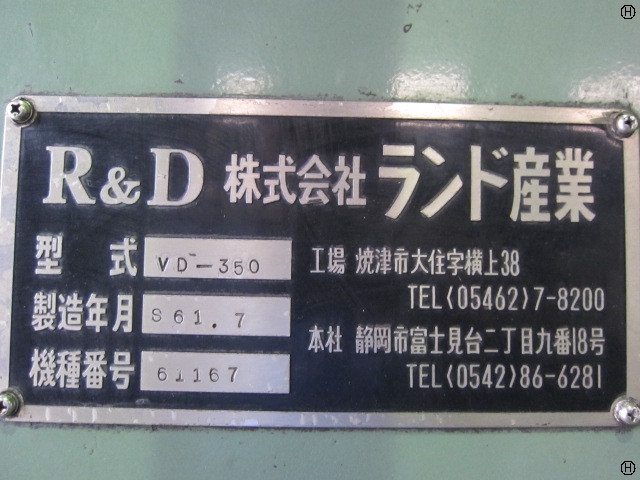 R&D 株式会社 ランド産業
型式 VD-350
製造年月 S61.7
機種番号 61167
工場 焼津市大住字横上38
TEL(05462)7-8200
本社 静岡市富士見台二丁目九番18号
TEL(0542)86-6281
H
H